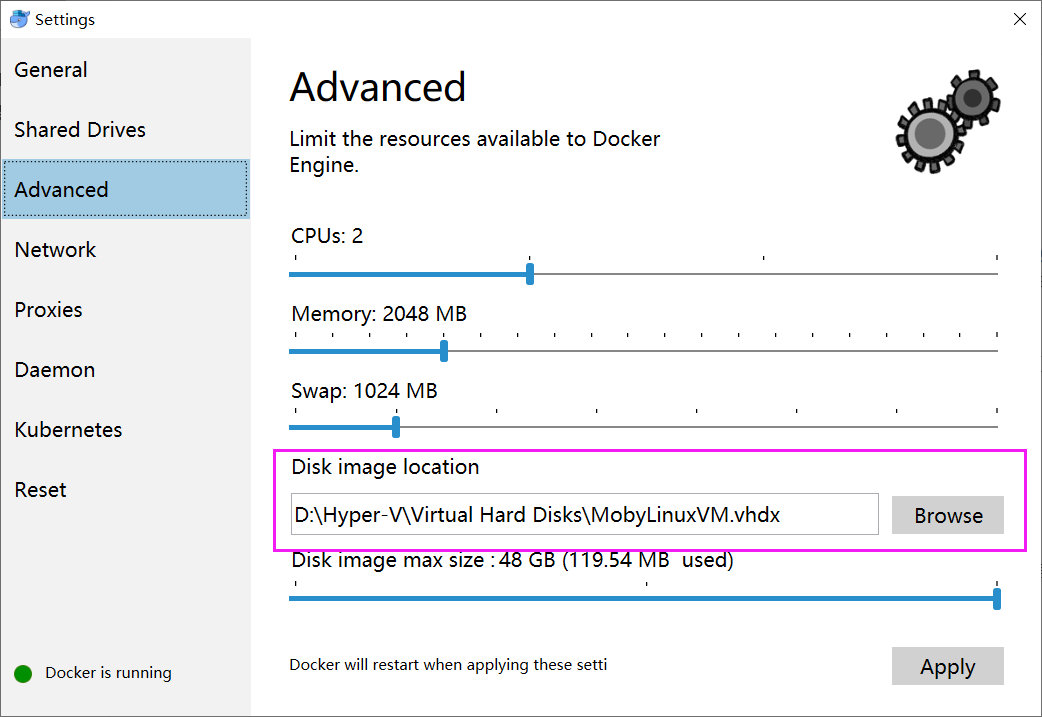 Settings
General
Shared Drives
Advanced
Network
Proxies
Daemon
Kubernetes
Reset
Docker is running
Advanced
Limit the resources available to Docker
Engine.
CPUs: 2
Memory: 2048 MB
Swap: 1024 MB
Disk image location
D:\Hyper-V\Virtual Hard Disks\MobyLinuxVM.vhdx
Browse
Disk image max size : 48 GB (119.54 MB  used)
Docker will restart when applying these setti
Apply